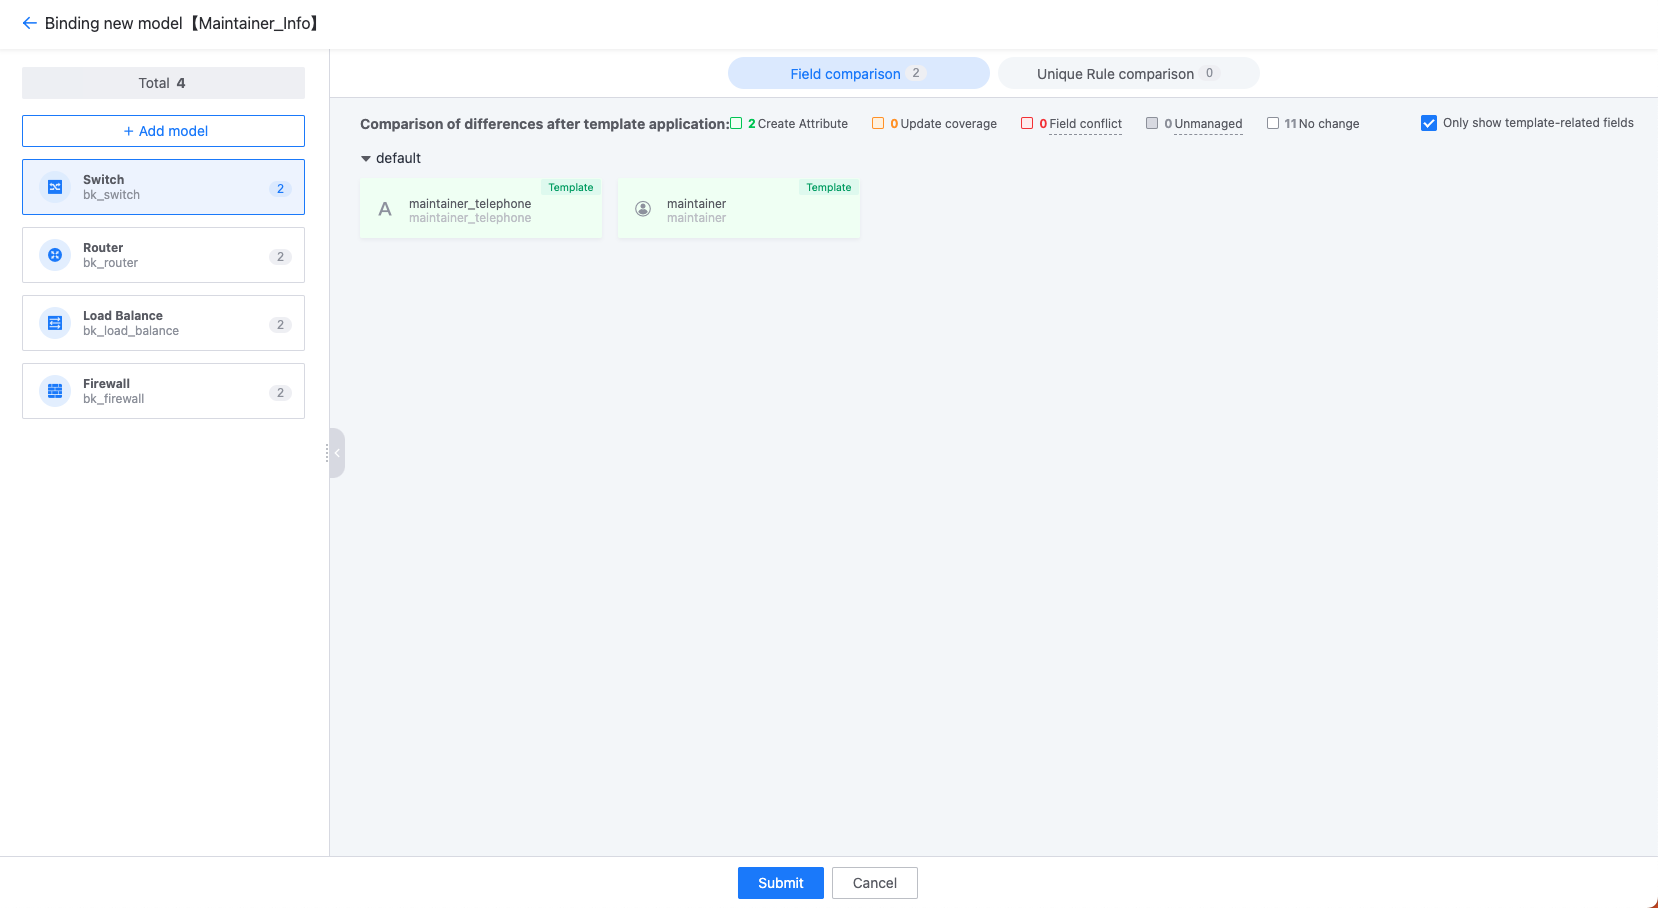 Binding new model【Maintainer_Info】
Total 4
+ Add model
Switch
bk_switch
2
Router
bk_router
2
Load Balance
bk_load_balance
2
Firewall
bk_firewall
2
Field comparison 2
Unique Rule comparison 0
Comparison of differences after template application: 2 Create Attribute 0 Update coverage 0 Field conflict 0 Unmanaged 11 No change Only show template-related fields
default
Template
A
maintainer_telephone
maintainer_telephone
Template
maintainer
maintainer
Submit
Cancel